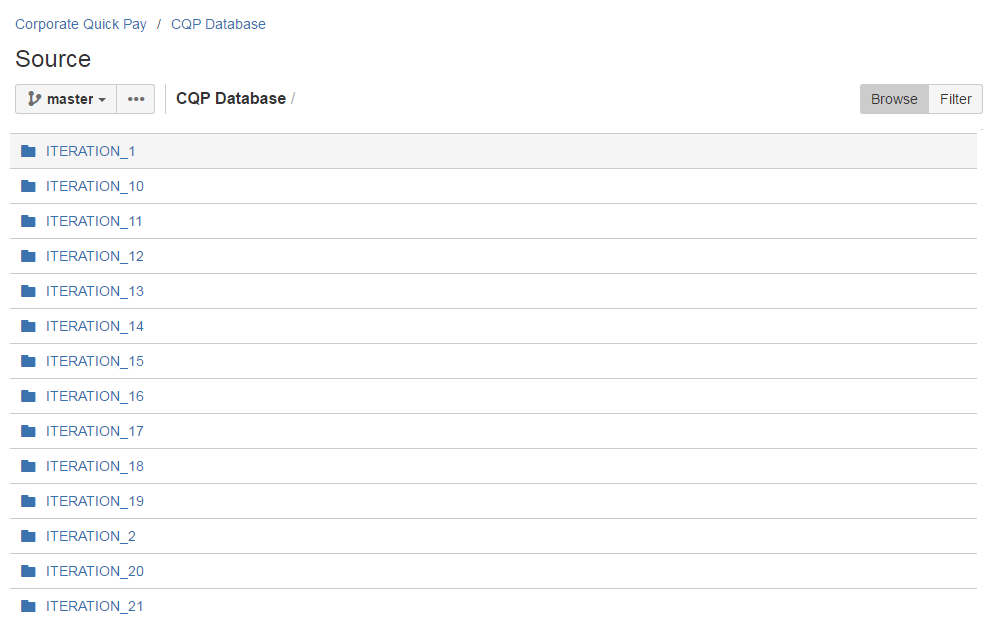 Corporate Quick Pay / CQP Database
Source
master ••• CQP Database / Browse Filter
ITERATION_1
ITERATION_10
ITERATION_11
ITERATION_12
ITERATION_13
ITERATION_14
ITERATION_15
ITERATION_16
ITERATION_17
ITERATION_18
ITERATION_19
ITERATION_2
ITERATION_20
ITERATION_21